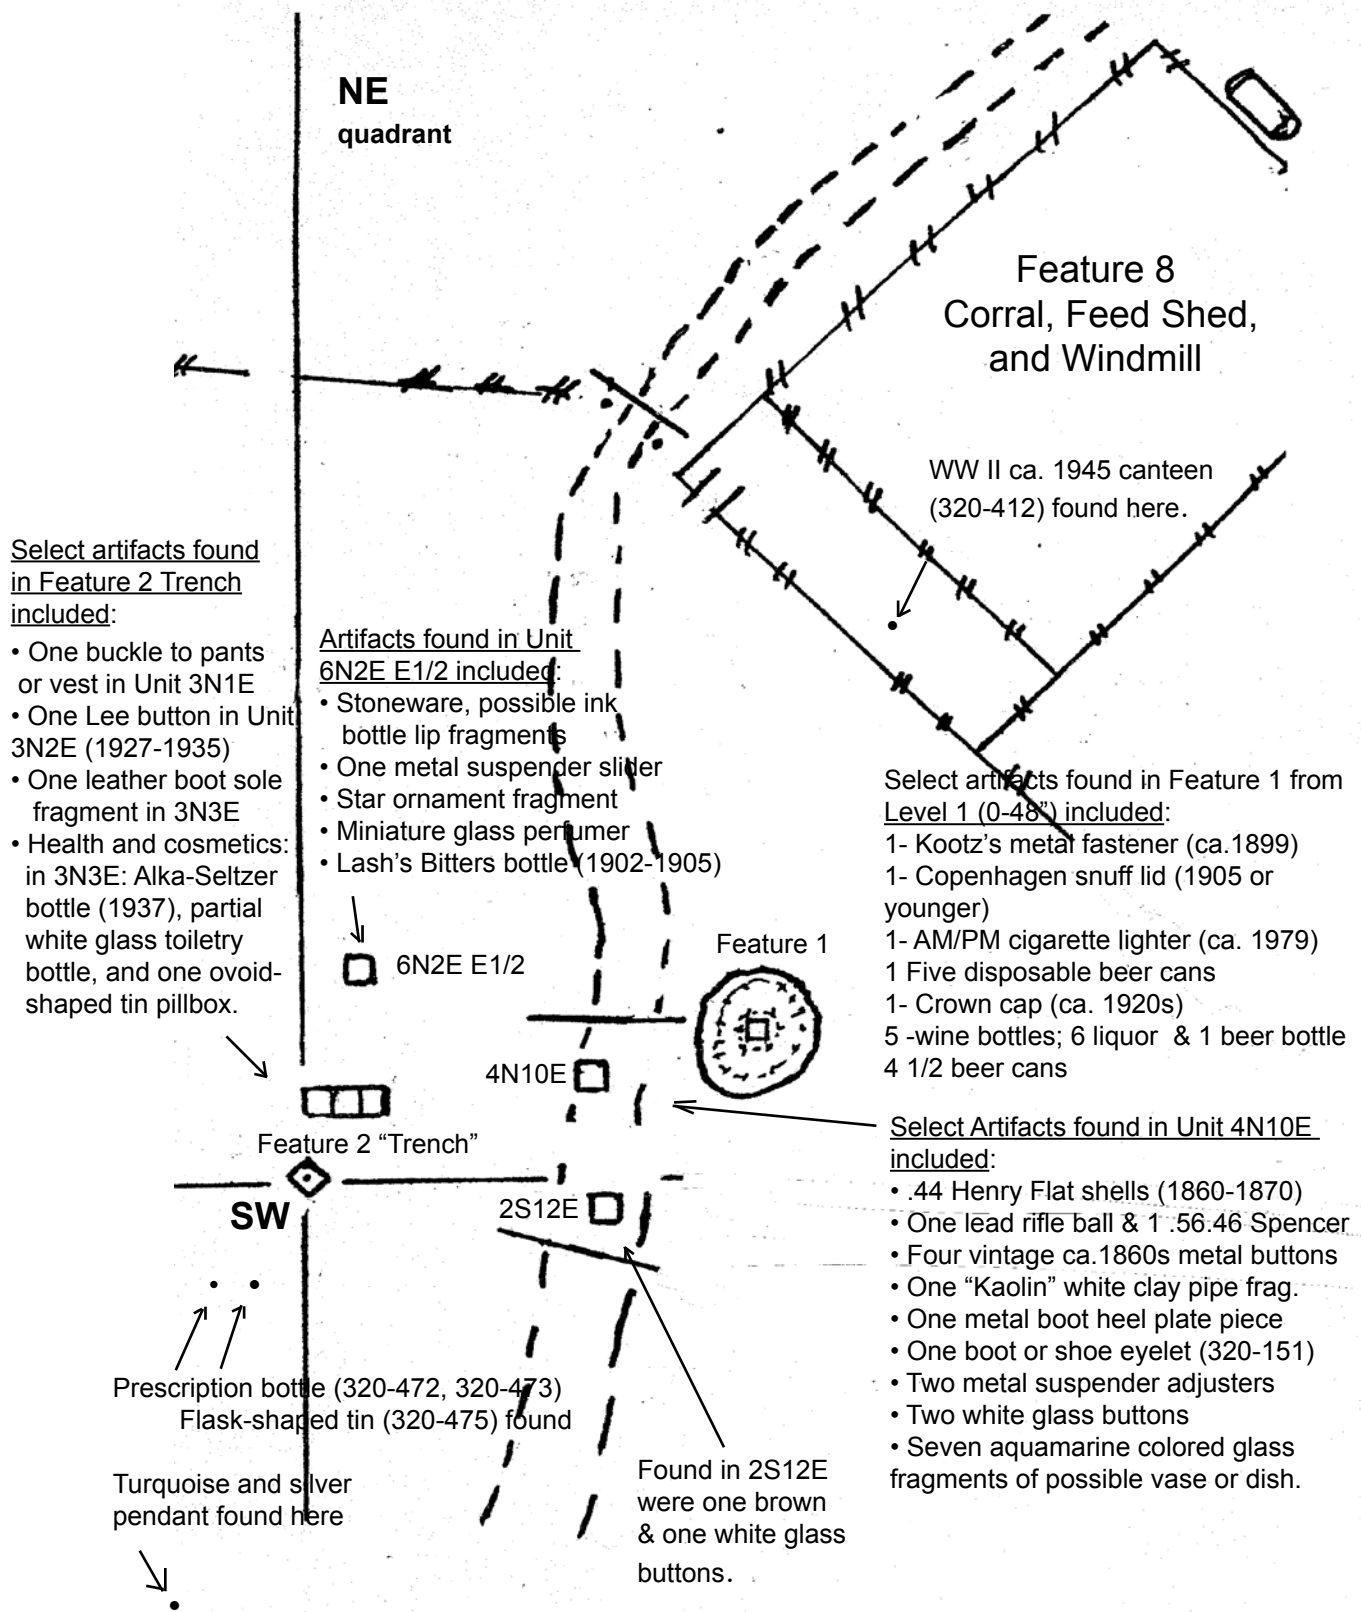 NE
quadrant
Feature 8
Corral, Feed Shed,
and Windmill
WW II ca. 1945 canteen
(320-412) found here.
Select artifacts found
in Feature 2 Trench
included:
• One buckle to pants
or vest in Unit 3N1E
• One Lee button in Unit
3N2E (1927-1935)
• One leather boot sole
fragment in 3N3E
• Health and cosmetics:
in 3N3E: Alka-Seltzer
bottle (1937), partial
white glass toiletry
bottle, and one ovoid-
shaped tin pillbox.
Artifacts found in Unit
6N2E E1/2 included:
• Stoneware, possible ink
bottle lip fragments
• One metal suspender slider
• Star ornament fragment
• Miniature glass perfumer
• Lash's Bitters bottle (1902-1905)
6N2E E1/2
Feature 1
Select artifacts found in Feature 1 from
Level 1 (0-48") included:
1- Kootz's metal fastener (ca.1899)
1- Copenhagen snuff lid (1905 or
younger)
1- AM/PM cigarette lighter (ca. 1979)
1 Five disposable beer cans
1- Crown cap (ca. 1920s)
5 -wine bottles; 6 liquor & 1 beer bottle
4 1/2 beer cans
4N10E
Feature 2 “Trench”
SW
2S12E
Select Artifacts found in Unit 4N10E
included:
• .44 Henry Flat shells (1860-1870)
• One lead rifle ball & 1 .56.46 Spencer
• Four vintage ca.1860s metal buttons
• One “Kaolin” white clay pipe frag.
• One metal boot heel plate piece
• One boot or shoe eyelet (320-151)
• Two metal suspender adjusters
• Two white glass buttons
• Seven aquamarine colored glass
fragments of possible vase or dish.
Prescription bottle (320-472, 320-473)
Flask-shaped tin (320-475) found
Turquoise and silver
pendant found here
Found in 2S12E
were one brown
& one white glass
buttons.